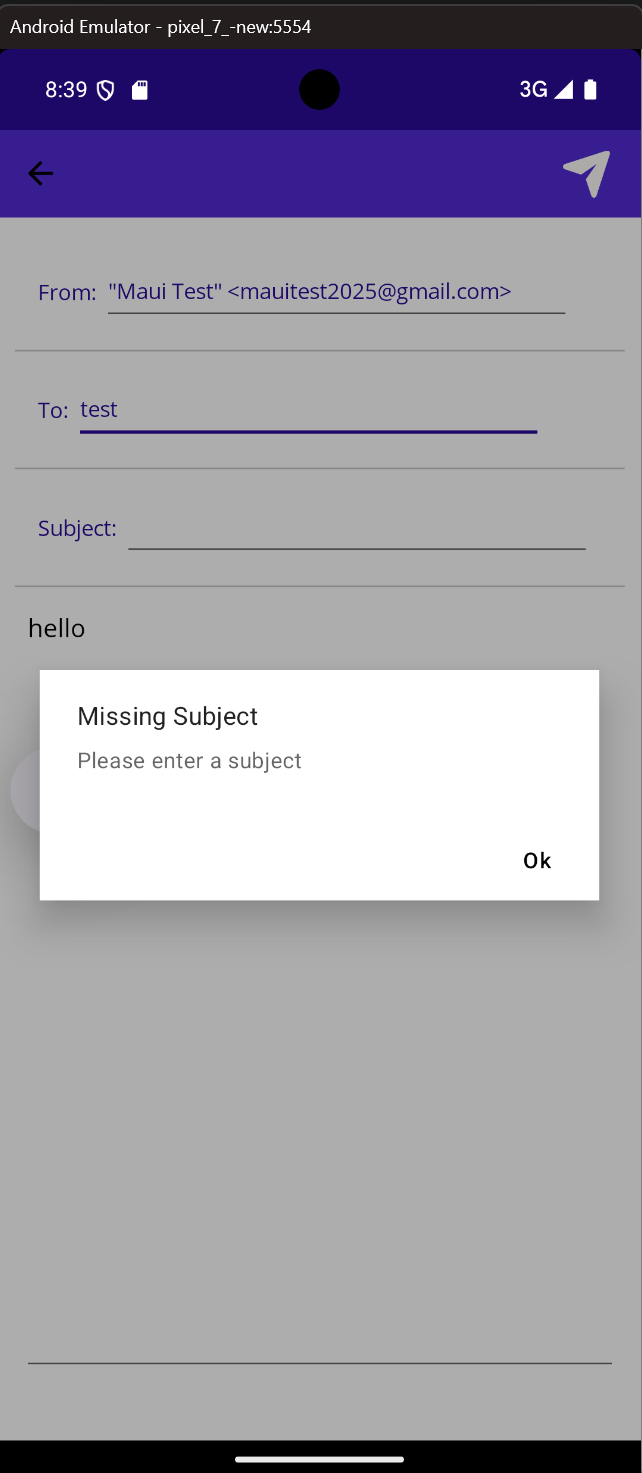 Android Emulator - pixel_7_-new:5554
8:39 3G
From: "Maui Test" <mauitest2025@gmail.com>
To: test
Subject:
hello
Missing Subject
Please enter a subject
Ok